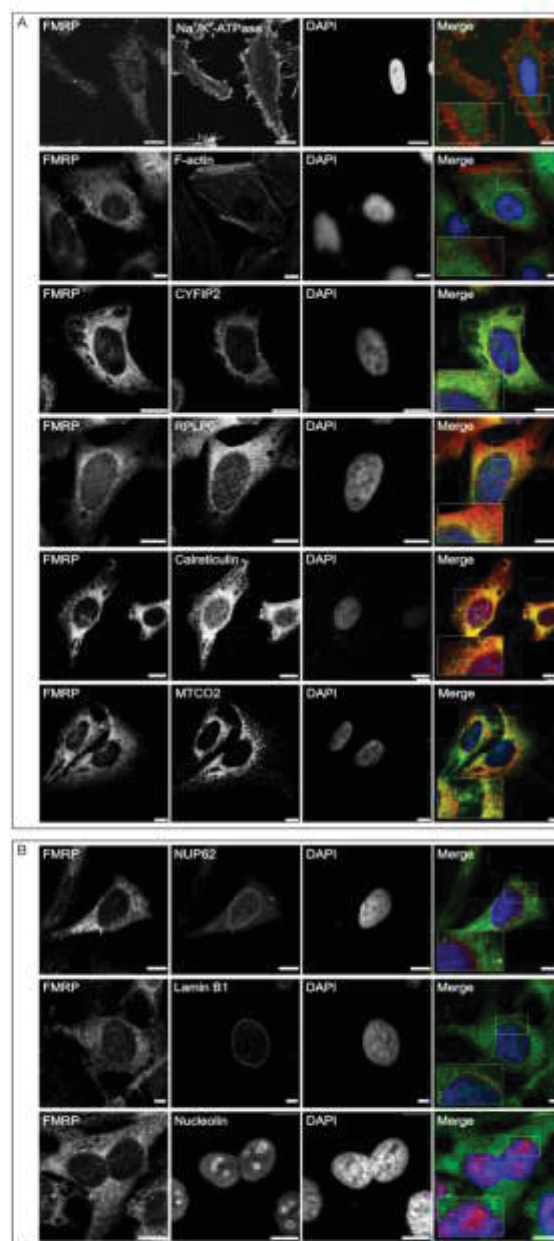 A
FMRP Na⁺/K⁺-ATPase DAPI Merge
FMRP F-actin DAPI Merge
FMRP CYFIP2 DAPI Merge
FMRP RPLP0 DAPI Merge
FMRP Calreticulin DAPI Merge
FMRP MTCO2 DAPI Merge
B
FMRP NUP62 DAPI Merge
FMRP Lamin B1 DAPI Merge
FMRP Nucleolin DAPI Merge